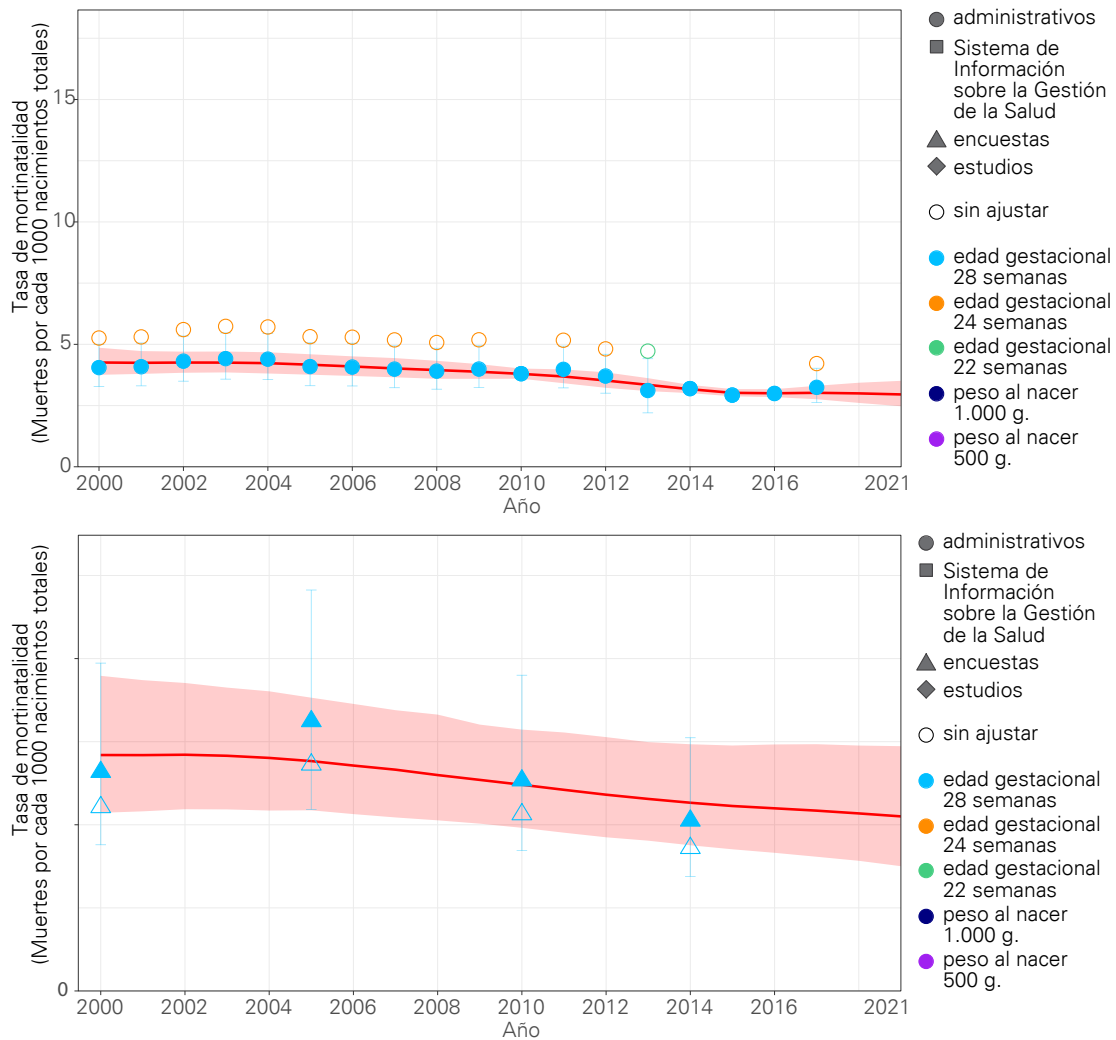 Tasa de mortinatalidad
(Muertes por cada 1000 nacimientos totales)
15
10
5
0
2000 2002 2004 2006 2008 2010 2012 2014 2016 2021
Año
administrativos
Sistema de
Información
sobre la Gestión
de la Salud
encuestas
estudios
sin ajustar
edad gestacional
28 semanas
edad gestacional
24 semanas
edad gestacional
22 semanas
peso al nacer
1.000 g.
peso al nacer
500 g.
Tasa de mortinatalidad
(Muertes por cada 1000 nacimientos totales)
0
2000 2002 2004 2006 2008 2010 2012 2014 2016 2021
Año
administrativos
Sistema de
Información
sobre la Gestión
de la Salud
encuestas
estudios
sin ajustar
edad gestacional
28 semanas
edad gestacional
24 semanas
edad gestacional
22 semanas
peso al nacer
1.000 g.
peso al nacer
500 g.